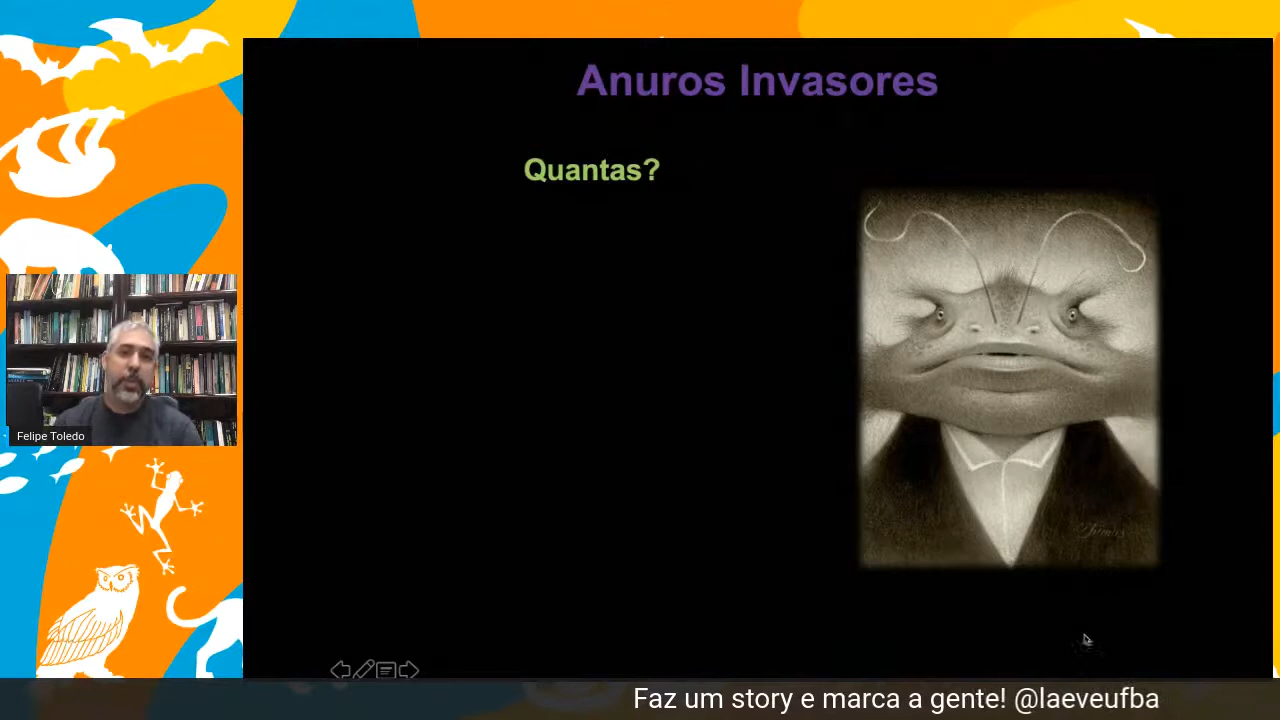 Anuros Invasores
Quantas?
Felipe Toledo
Faz um story e marca a gente! @laeveufba